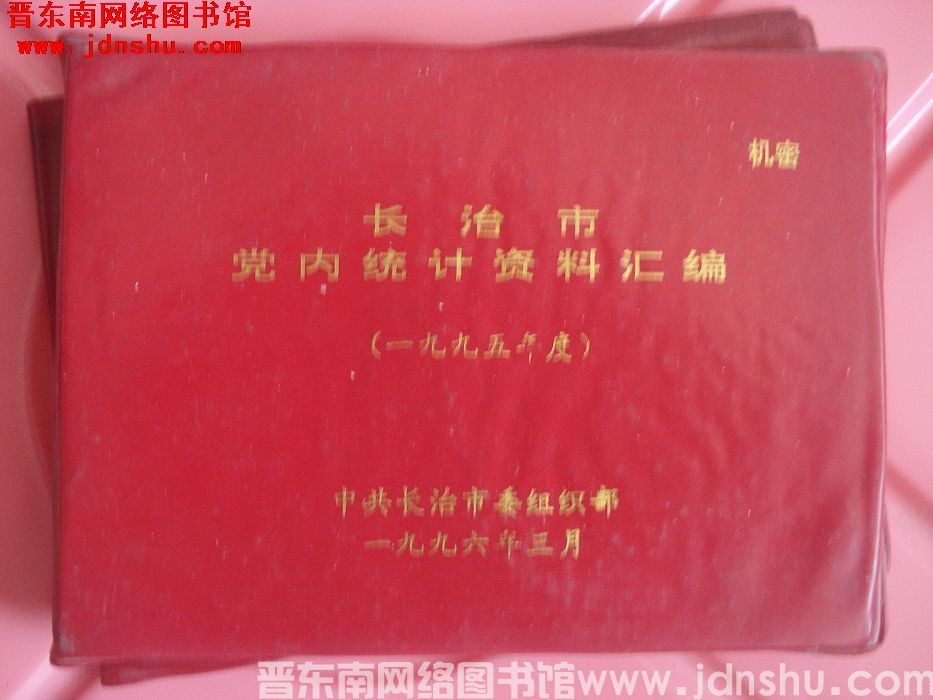 晋东南网络图书馆
www.jdnshu.com
机密
长治市
党内统计资料汇编
(一九九五年度)
中共长治市委组织部
一九九六年三月
晋东南网络图书馆www.jdnshu.com